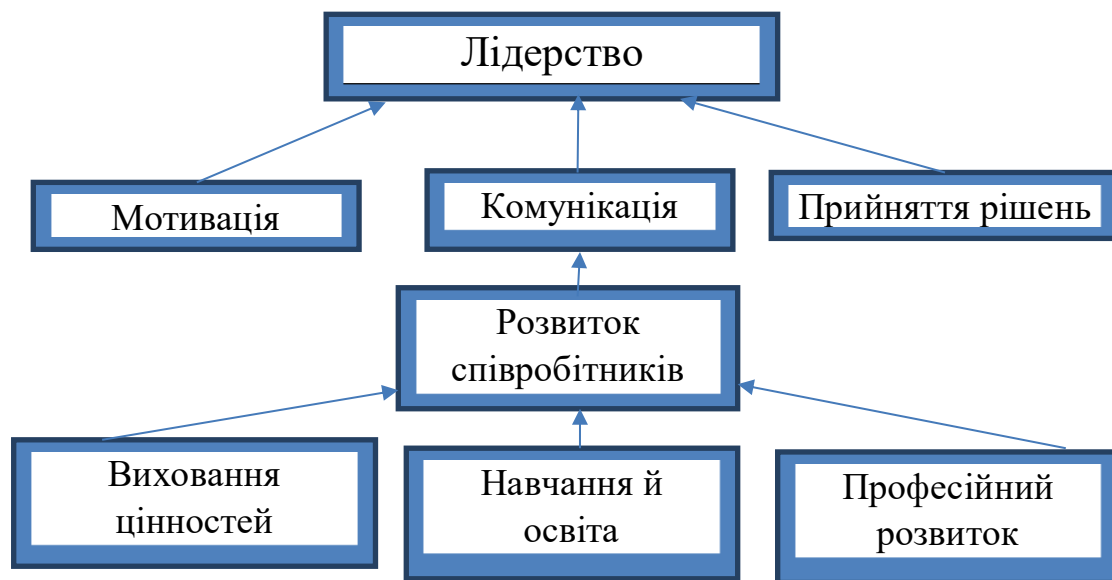 Лідерство
Мотивація
Комунікація
Прийняття рішень
Розвиток
співробітників
Виховання
цінностей
Навчання й
освіта
Професійний
розвиток